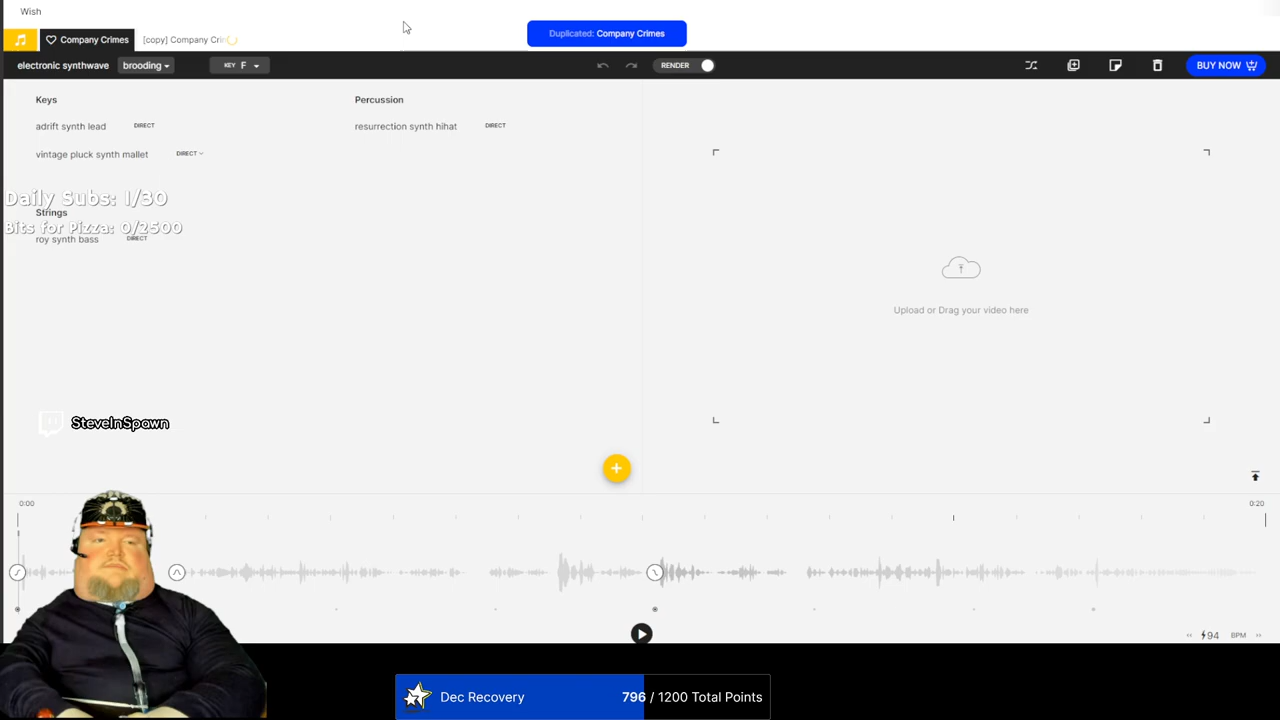 Wish
Company Crimes
[copy] Company Cri
Duplicated: Company Crimes
electronic synthwave
brooding
KEY F
RENDER
BUY NOW
Keys
Percussion
adrift synth lead DIRECT
resurrection synth hihat DIRECT
vintage pluck synth mallet DIRECT
Daily Subs: 1/30
Strings
Bits for Pizza: 0/2500
roy synth bass DIRECT
Upload or Drag your video here
SteveInSpawn
0:00
0:20
94 BPM
Dec Recovery 796 / 1200 Total Points